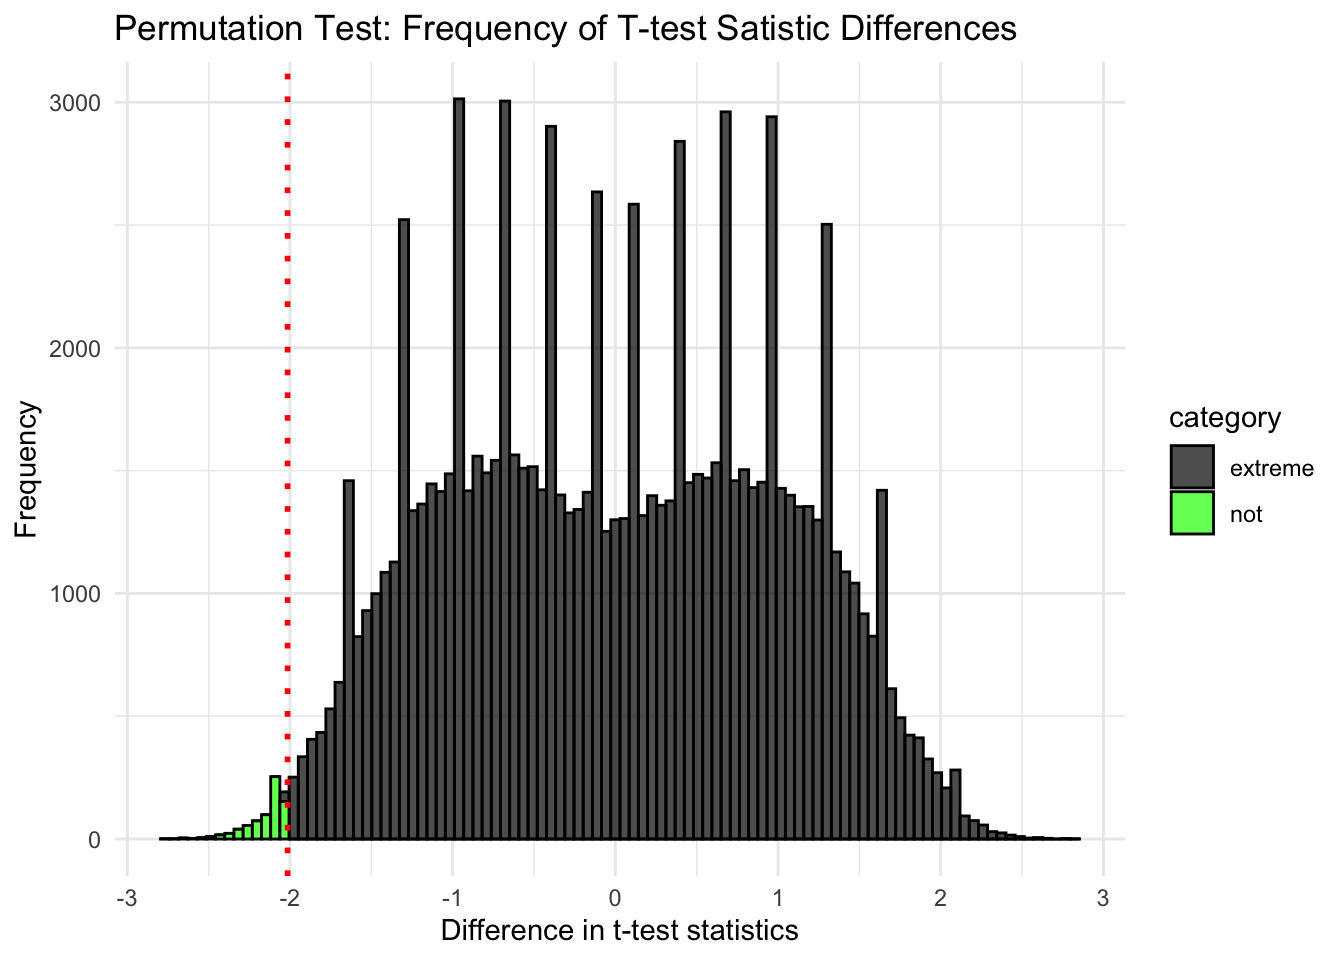 Permutation Test: Frequency of T-test Satistic Differences
Frequency
3000
2000
1000
0
-3
-2
-1
0
1
2
3
Difference in t-test statistics
category
extreme
not